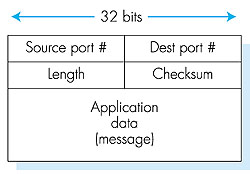 32 bits
Source port # Dest port #
Length Checksum
Application
data
(message)